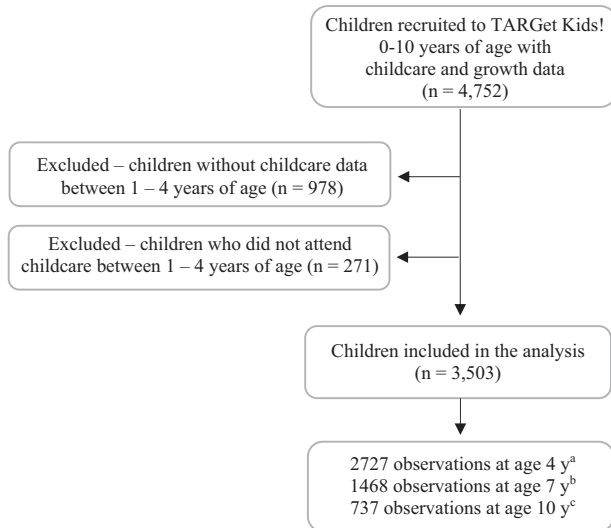 Children recruited to TARGet Kids!
0-10 years of age with
childcare and growth data
(n = 4,752)
Excluded – children without childcare data
between 1 – 4 years of age (n = 978)
Excluded – children who did not attend
childcare between 1 – 4 years of age (n = 271)
Children included in the analysis
(n = 3,503)
2727 observations at age 4 yᵃ
1468 observations at age 7 yᵇ
737 observations at age 10 yᶜ